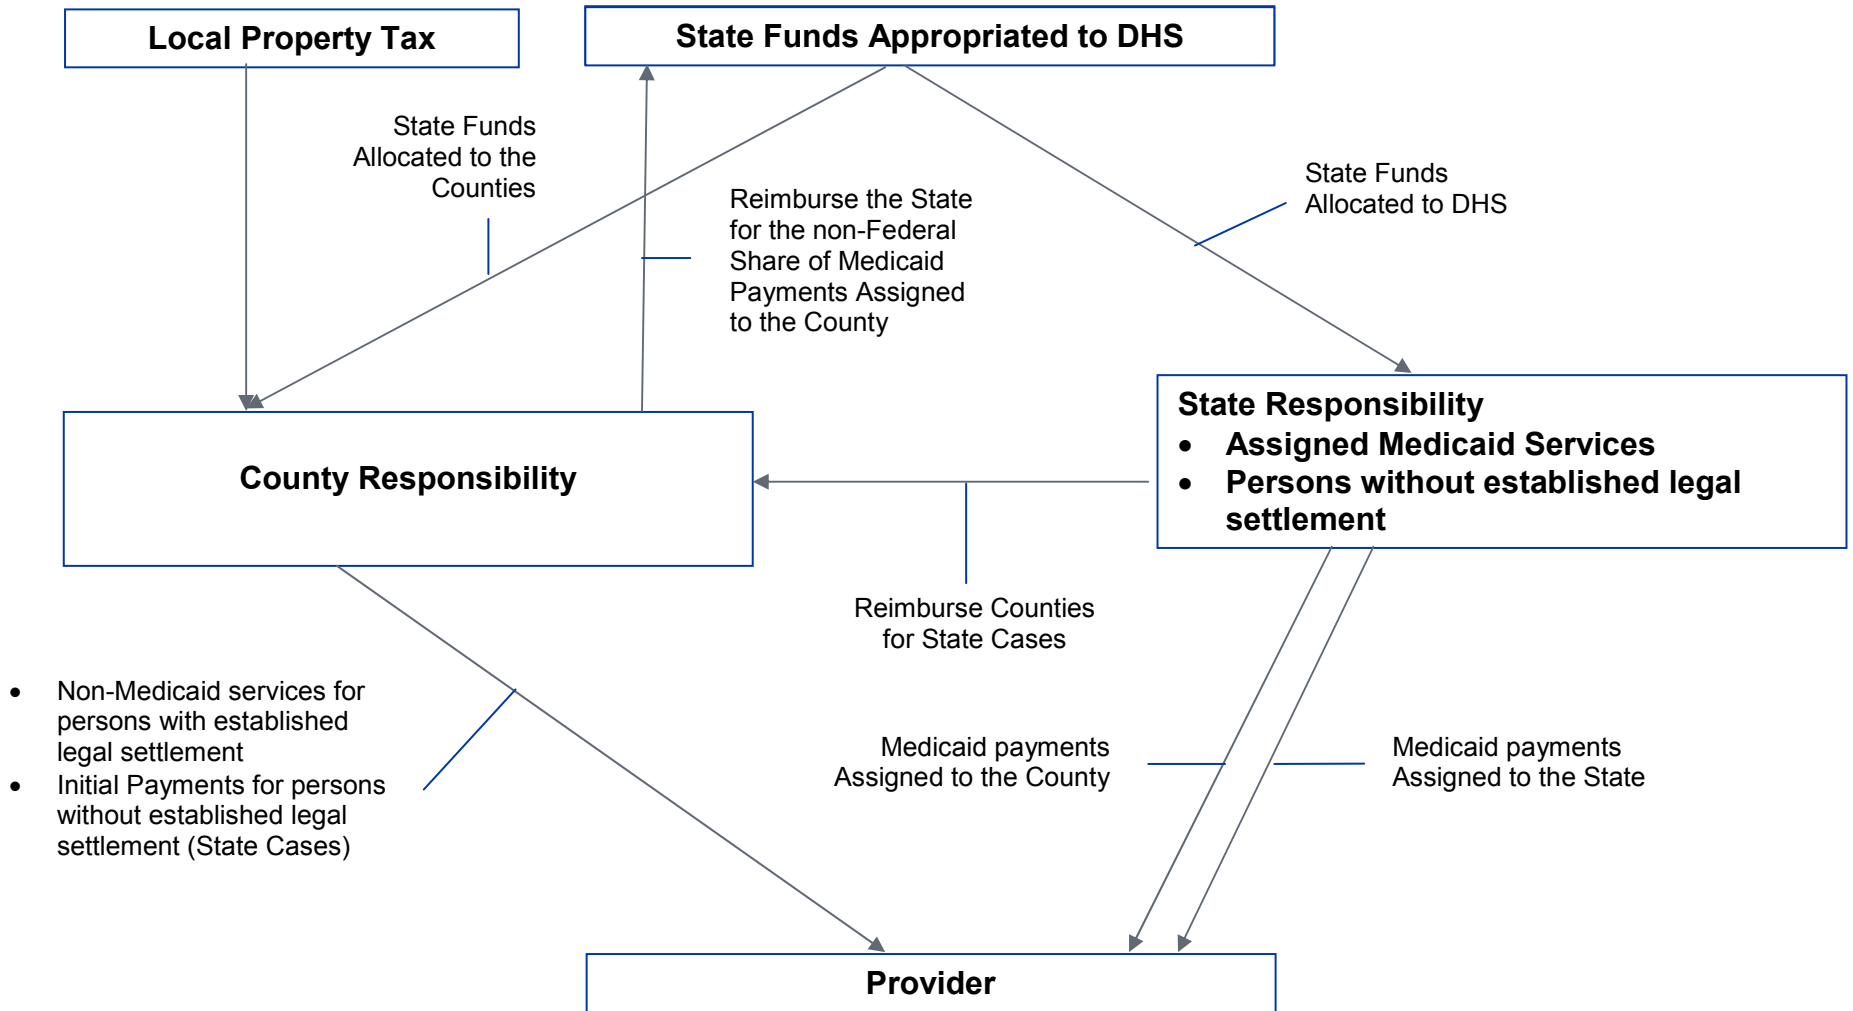 Local Property Tax
State Funds Appropriated to DHS
State Funds
Allocated to the
Counties
Reimburse the State
for the non-Federal
Share of Medicaid
Payments Assigned
to the County
State Funds
Allocated to DHS
County Responsibility
State Responsibility
• Assigned Medicaid Services
• Persons without established legal
settlement
Reimburse Counties
for State Cases
• Non-Medicaid services for
persons with established
legal settlement
• Initial Payments for persons
without established legal
settlement (State Cases)
Medicaid payments
Assigned to the County
Medicaid payments
Assigned to the State
Provider